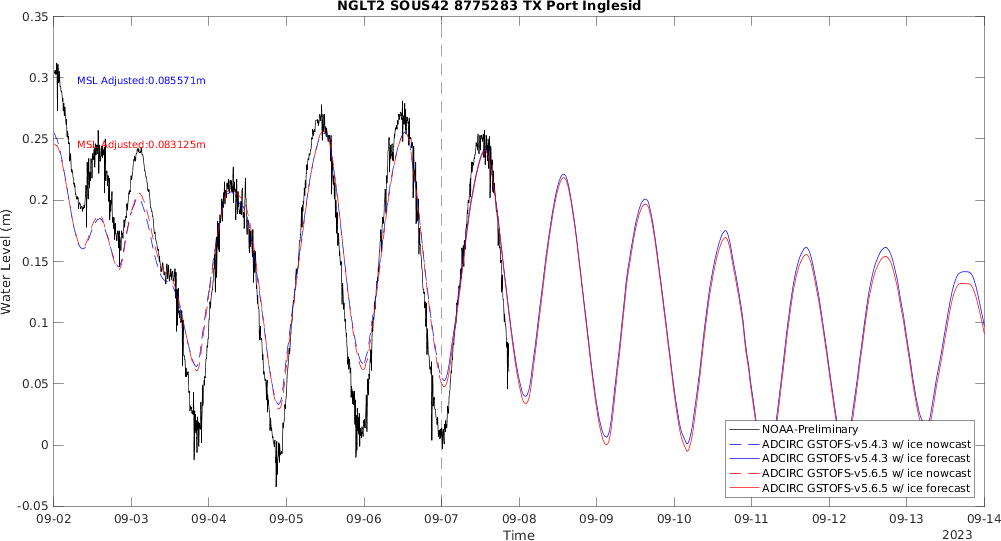 NGLT2 SOUS42 8775283 TX Port Inglesid
0.35
0.3
0.25
0.2
0.15
0.1
0.05
0
-0.05
Water Level (m)
MSL Adjusted:0.085571m
MSL Adjusted:0.083125m
NOAA-Preliminary
ADCIRC GSTOFS-v5.4.3 w/ ice nowcast
ADCIRC GSTOFS-v5.4.3 w/ ice forecast
ADCIRC GSTOFS-v5.6.5 w/ ice nowcast
ADCIRC GSTOFS-v5.6.5 w/ ice forecast
09-02 09-03 09-04 09-05 09-06 09-07 09-08 09-09 09-10 09-11 09-12 09-13 09-14
Time
2023